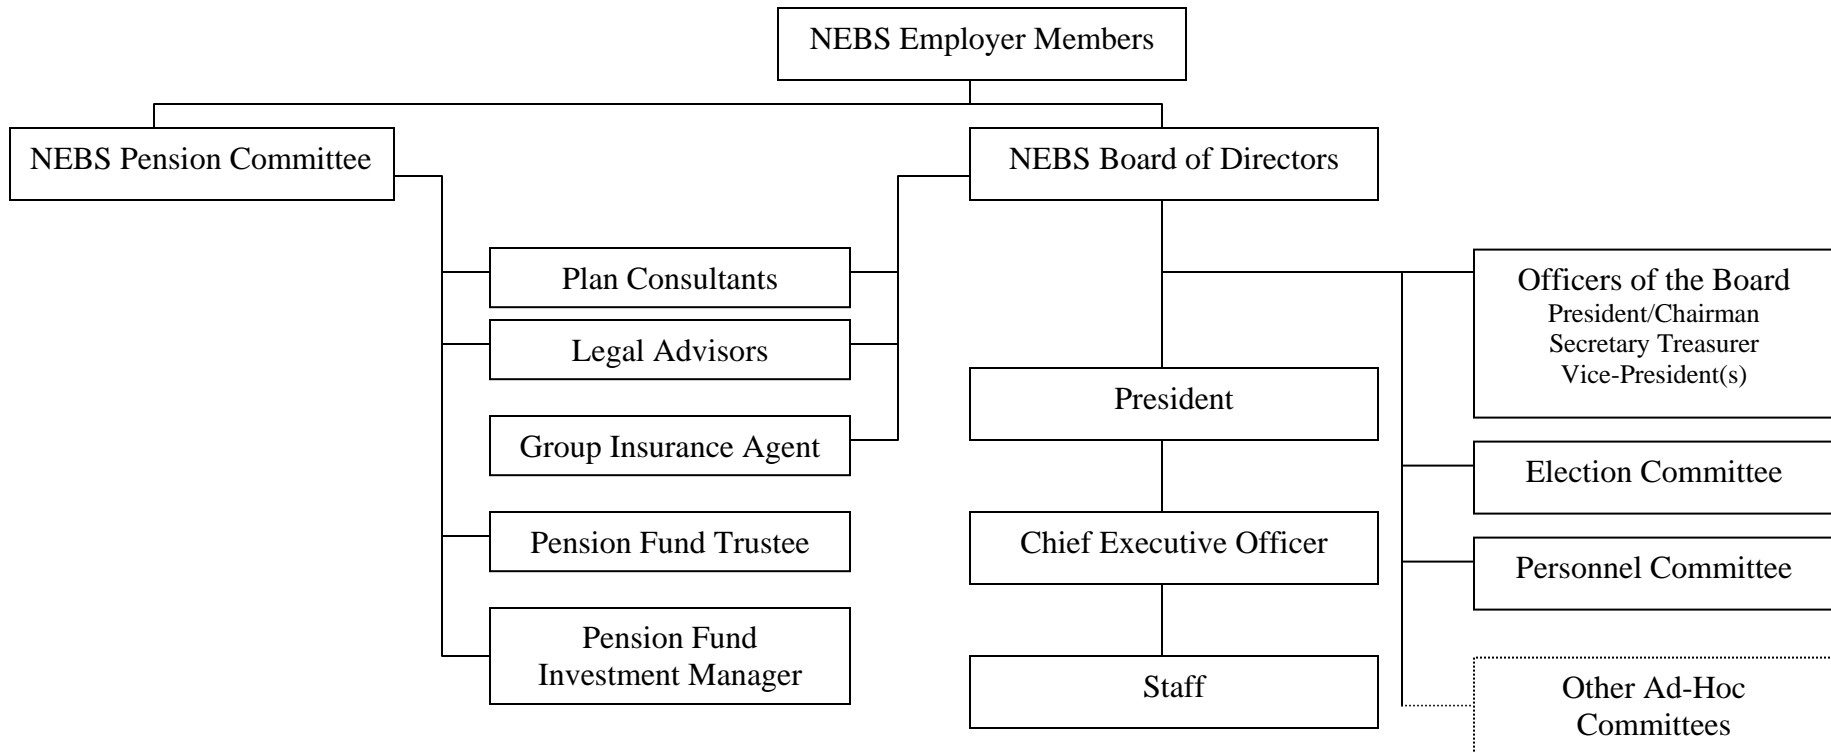 NEBS Employer Members
NEBS Pension Committee
NEBS Board of Directors
Plan Consultants
Legal Advisors
Group Insurance Agent
Pension Fund Trustee
Pension Fund
Investment Manager
President
Chief Executive Officer
Staff
Officers of the Board
President/Chairman
Secretary Treasurer
Vice-President(s)
Election Committee
Personnel Committee
Other Ad-Hoc
Committees